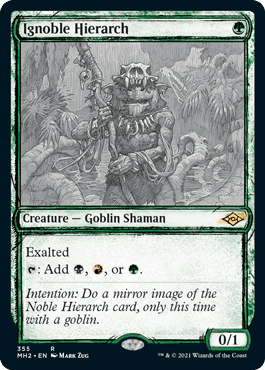 Ignoble Hierarch
Creature — Goblin Shaman
Exalted
: Add , , or .
Intention: Do a mirror image of the
Noble Hierarch card, only this time
with a goblin.
0/1
355 R
MH2 • EN Mark Zug
™ & © 2021 Wizards of the Coast